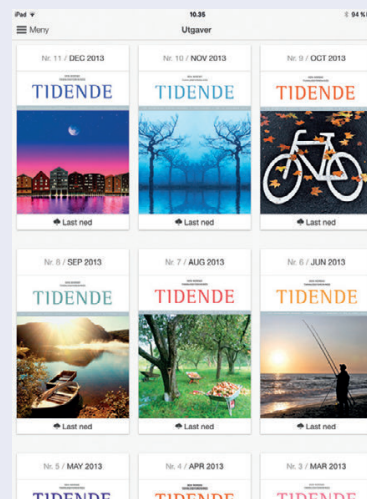 iPad
10.35
94 %
Meny
Utgaver
Nr. 11 / DEC 2013
TIDENDE
Last ned
Nr. 10 / NOV 2013
TIDENDE
Last ned
Nr. 9 / OCT 2013
TIDENDE
Last ned
Nr. 8 / SEP 2013
TIDENDE
Last ned
Nr. 7 / AUG 2013
TIDENDE
Last ned
Nr. 6 / JUN 2013
TIDENDE
Last ned
Nr. 5 / MAY 2013
TIDENDE
Nr. 4 / APR 2013
TIDENDE
Nr. 3 / MAR 2013
TIDENDE